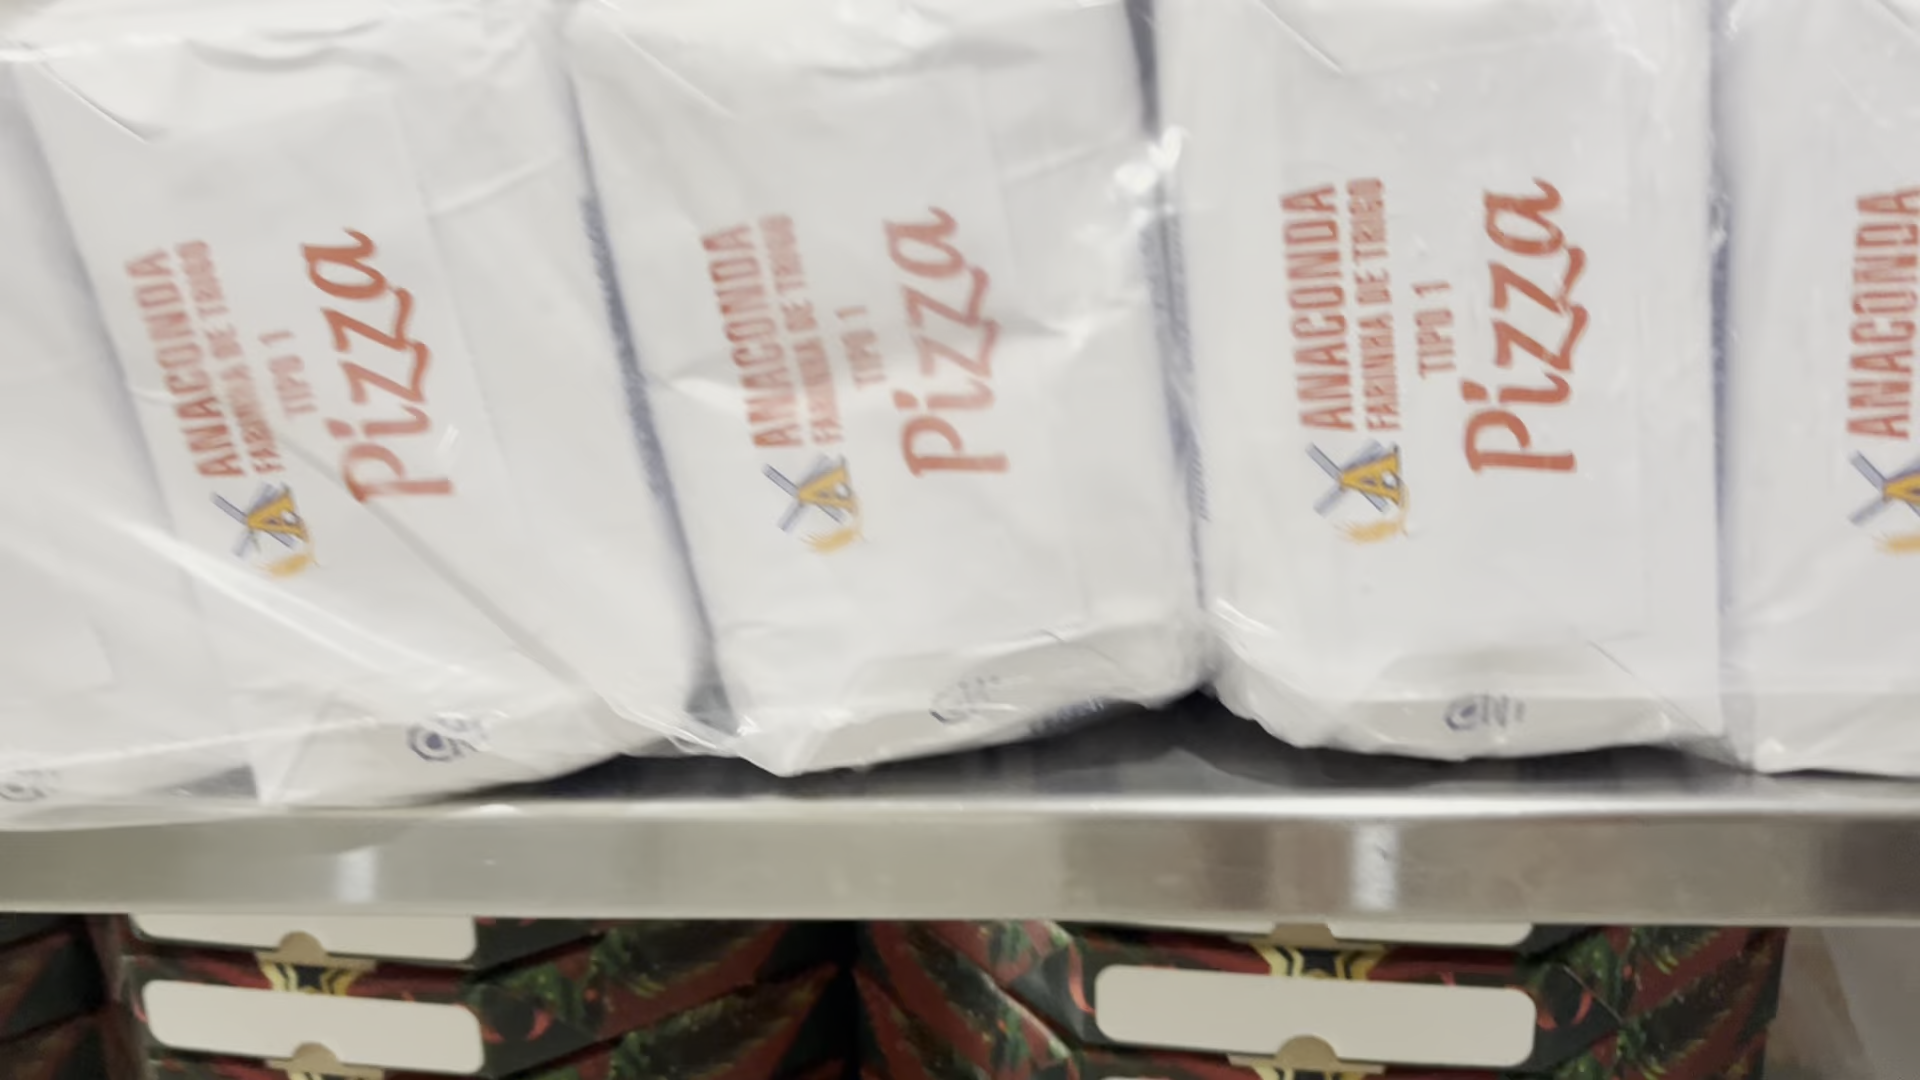 ANACONDA
FARINHA DE TRIGO
TIPO 1
Pizza
ANACONDA
FARINHA DE TRIGO
TIPO 1
Pizza
ANACONDA
FARINHA DE TRIGO
TIPO 1
Pizza
ANACONDA